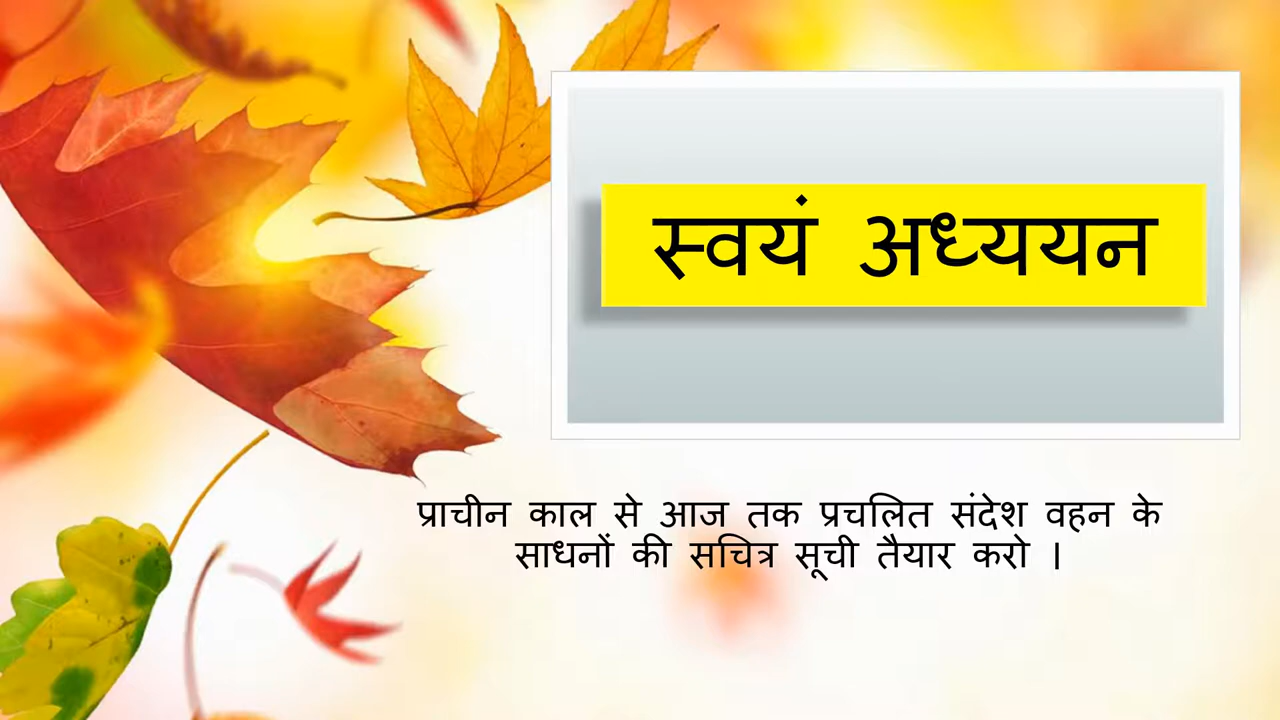 स्वयं अध्ययन
प्राचीन काल से आज तक प्रचलित संदेश वहन के
साधनों की सचित्र सूची तैयार करो ।